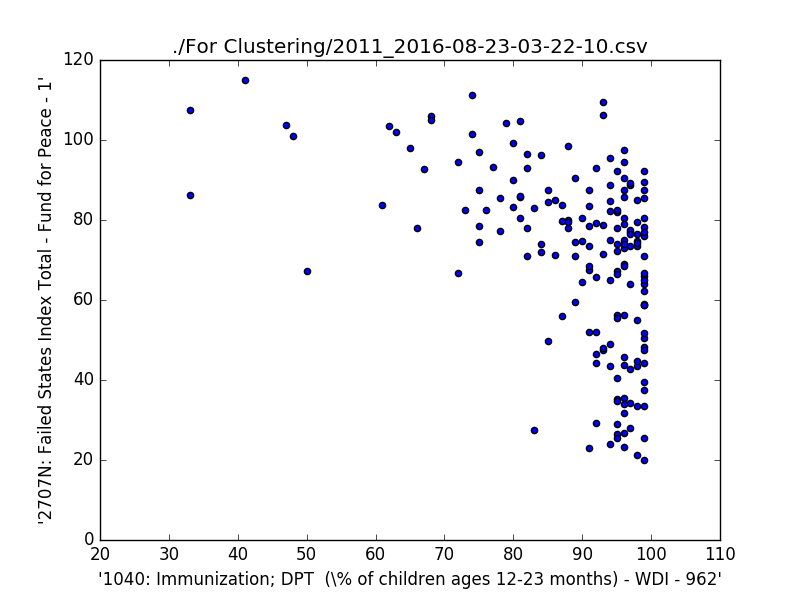 ./For Clustering/2011_2016-08-23-03-22-10.csv
'2707N: Failed States Index Total - Fund for Peace - 1'
120
100
80
60
40
20
0
20 30 40 50 60 70 80 90 100 110
'1040: Immunization; DPT  (\% of children ages 12-23 months) - WDI - 962'